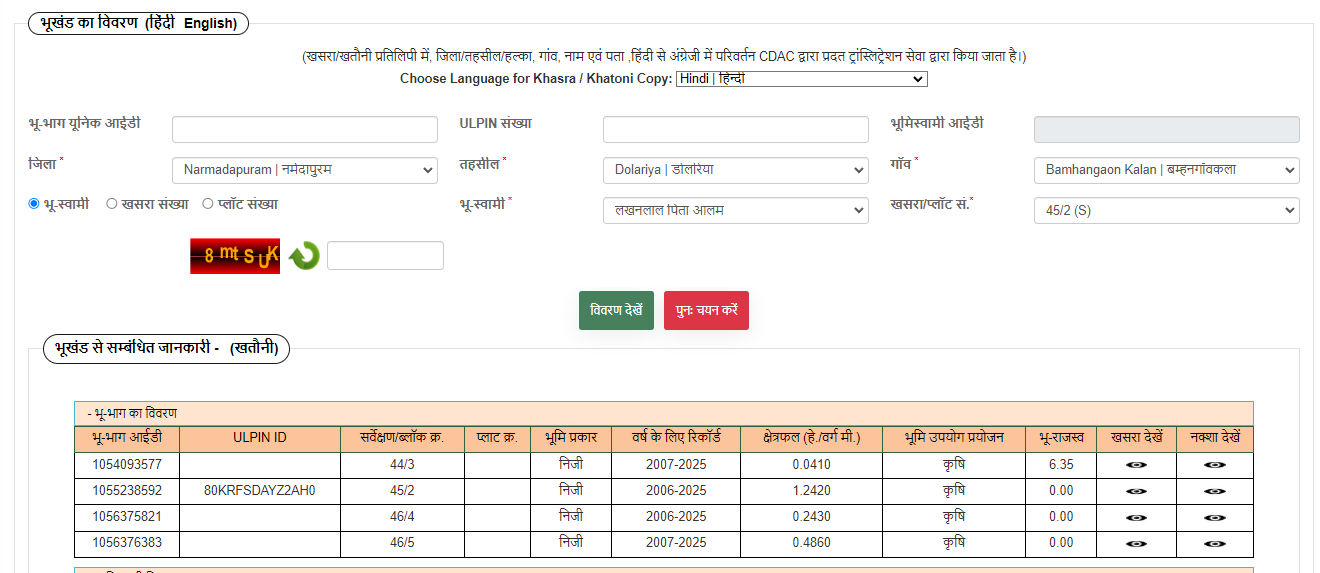 भूखंड का विवरण (हिंदी English)
(खसरा/खतौनी प्रतिलिपी में, जिला/तहसील/हल्का, गांव, नाम एवं पता ,हिंदी से अंग्रेजी में परिवर्तन CDAC द्वारा प्रदत ट्रांस्लिट्रेशन सेवा द्वारा किया जाता है।)
Choose Language for Khasra / Khatoni Copy: Hindi | हिन्दी
भू-भाग यूनिक आईडी ULPIN संख्या भूमिस्वामी आईडी
जिला * Narmadapuram | नर्मदापुरम तहसील * Dolariya | डोलरिया गाँव * Bamhangaon Kalan | बम्हनगाँवकला
भू-स्वामी खसरा संख्या प्लॉट संख्या भू-स्वामी * लखनलाल पिता आलम खसरा/प्लॉट सं.* 45/2 (S)
8 mt S U K
विवरण देखें पुनः चयन करें
भूखंड से सम्बंधित जानकारी - (खतौनी)
- भू-भाग का विवरण
भू-भाग आईडी ULPIN ID सर्वेक्षण/ब्लॉक क्र. प्लाट क्र. भूमि प्रकार वर्ष के लिए रिकॉर्ड क्षेत्रफल (हे./वर्ग मी.) भूमि उपयोग प्रयोजन भू-राजस्व खसरा देखें नक्शा देखें
1054093577 44/3 निजी 2007-2025 0.0410 कृषि 6.35
1055238592 80KRFSDAYZ2AH0 45/2 निजी 2006-2025 1.2420 कृषि 0.00
1056375821 46/4 निजी 2006-2025 0.2430 कृषि 0.00
1056376383 46/5 निजी 2007-2025 0.4860 कृषि 0.00